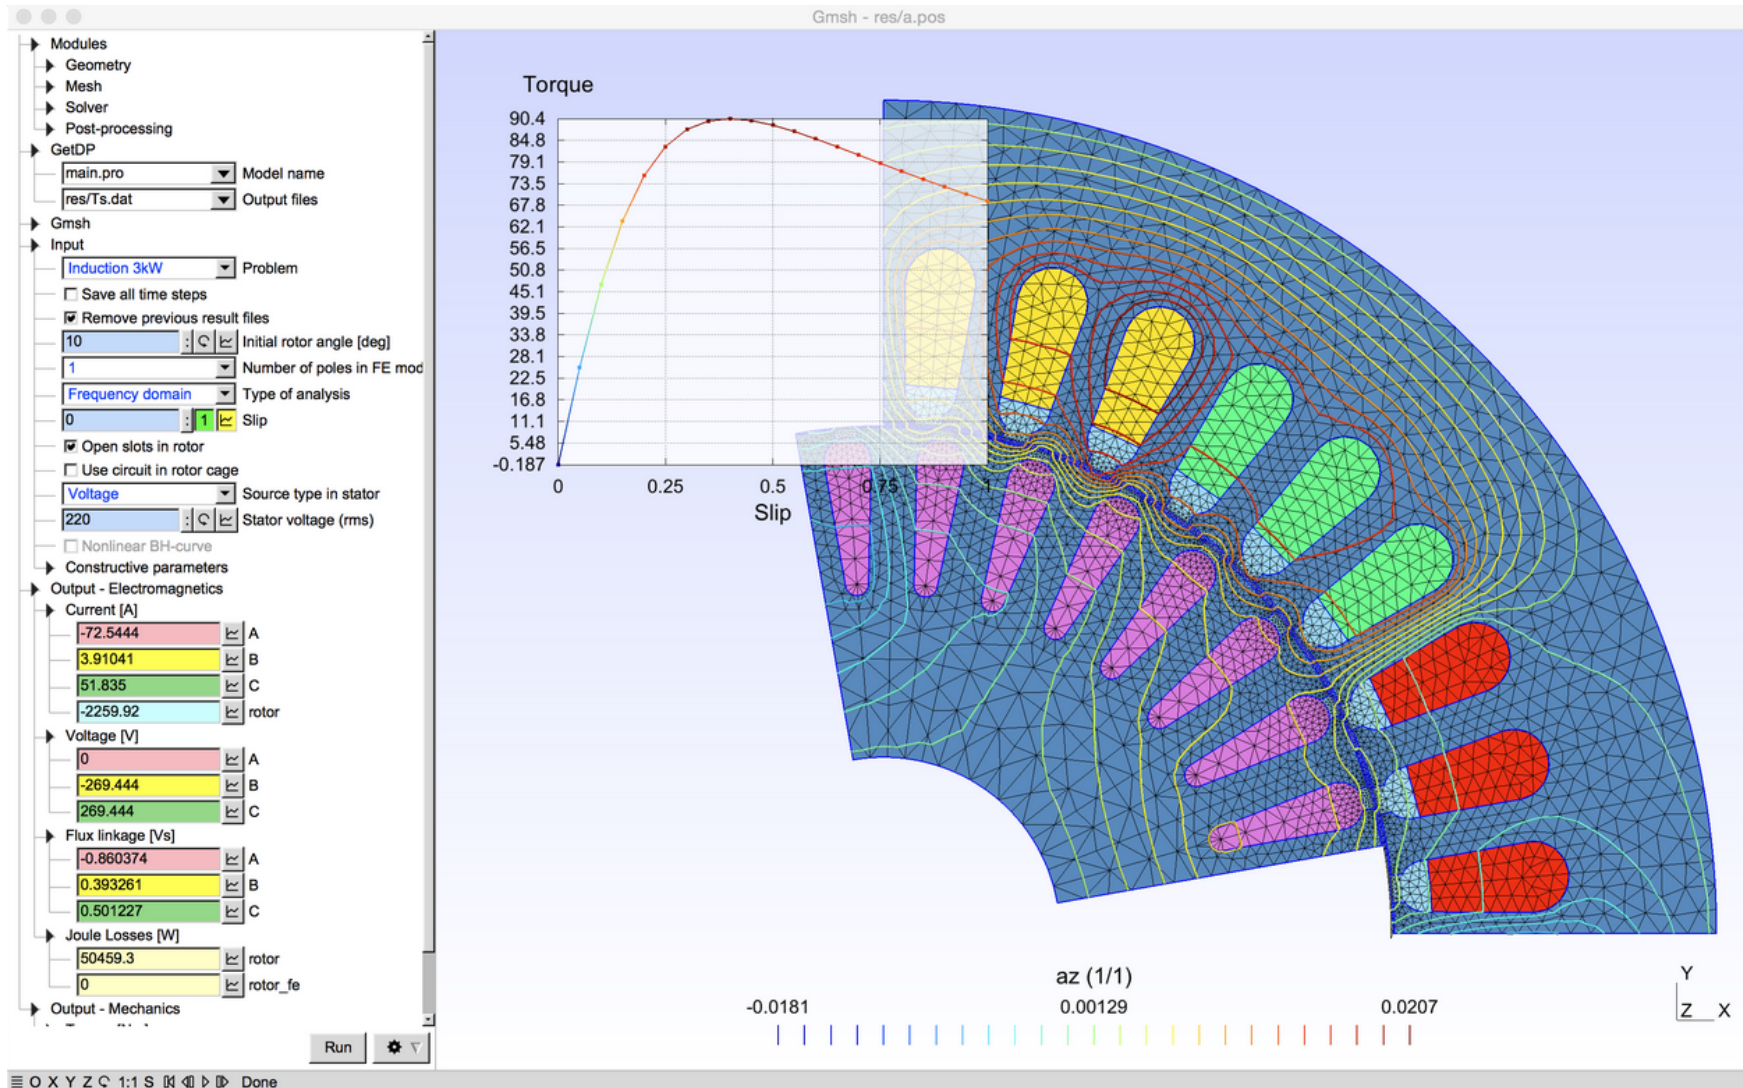 Gmsh - res/a.pos
Modules
Geometry
Mesh
Solver
Post-processing
GetDP
main.pro Model name
res/Ts.dat Output files
Gmsh
Input
Induction 3kW Problem
Save all time steps
Remove previous result files
10 : Initial rotor angle [deg]
1 Number of poles in FE mod
Frequency domain Type of analysis
0 : 1 Slip
Open slots in rotor
Use circuit in rotor cage
Voltage Source type in stator
220 : Stator voltage (rms)
Nonlinear BH-curve
Constructive parameters
Output - Electromagnetics
Current [A]
-72.5444 A
3.91041 B
51.835 C
-2259.92 rotor
Voltage [V]
0 A
-269.444 B
269.444 C
Flux linkage [Vs]
-0.860374 A
0.393261 B
0.501227 C
Joule Losses [W]
50459.3 rotor
0 rotor_fe
Output - Mechanics
Run
O X Y Z 1:1 S Done
Torque
90.4
84.8
79.1
73.5
67.8
62.1
56.5
50.8
45.1
39.5
33.8
28.1
22.5
16.8
11.1
5.48
-0.187
0 0.25 0.5 0.75 1
Slip
az (1/1)
-0.0181 0.00129 0.0207
Y
Z X